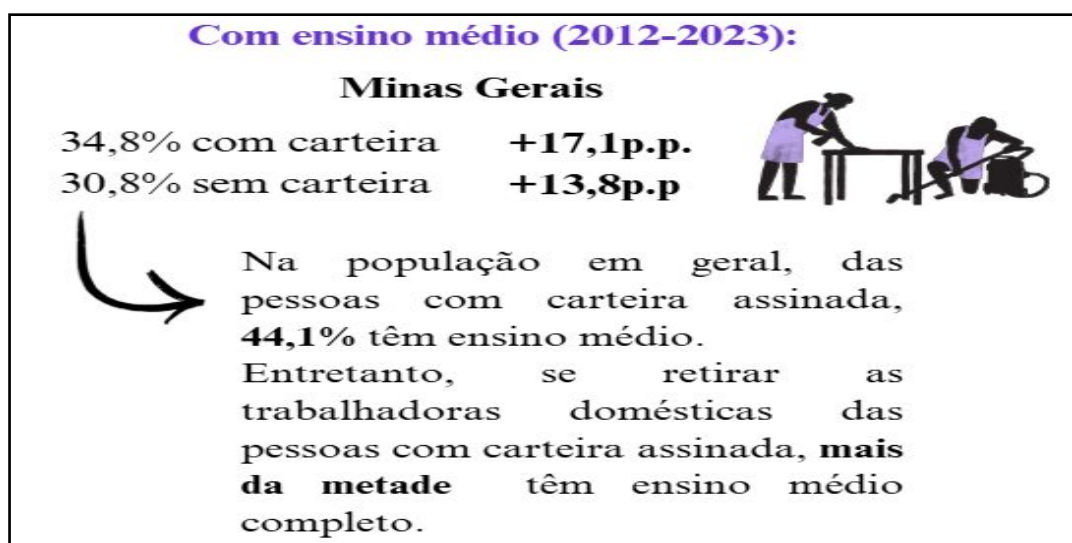 Com ensino médio (2012-2023):
Minas Gerais
34,8% com carteira +17,1p.p.
30,8% sem carteira +13,8p.p
Na população em geral, das
pessoas com carteira assinada,
44,1% têm ensino médio.
Entretanto, se retirar as
trabalhadoras domésticas das
pessoas com carteira assinada, mais
da metade têm ensino médio
completo.